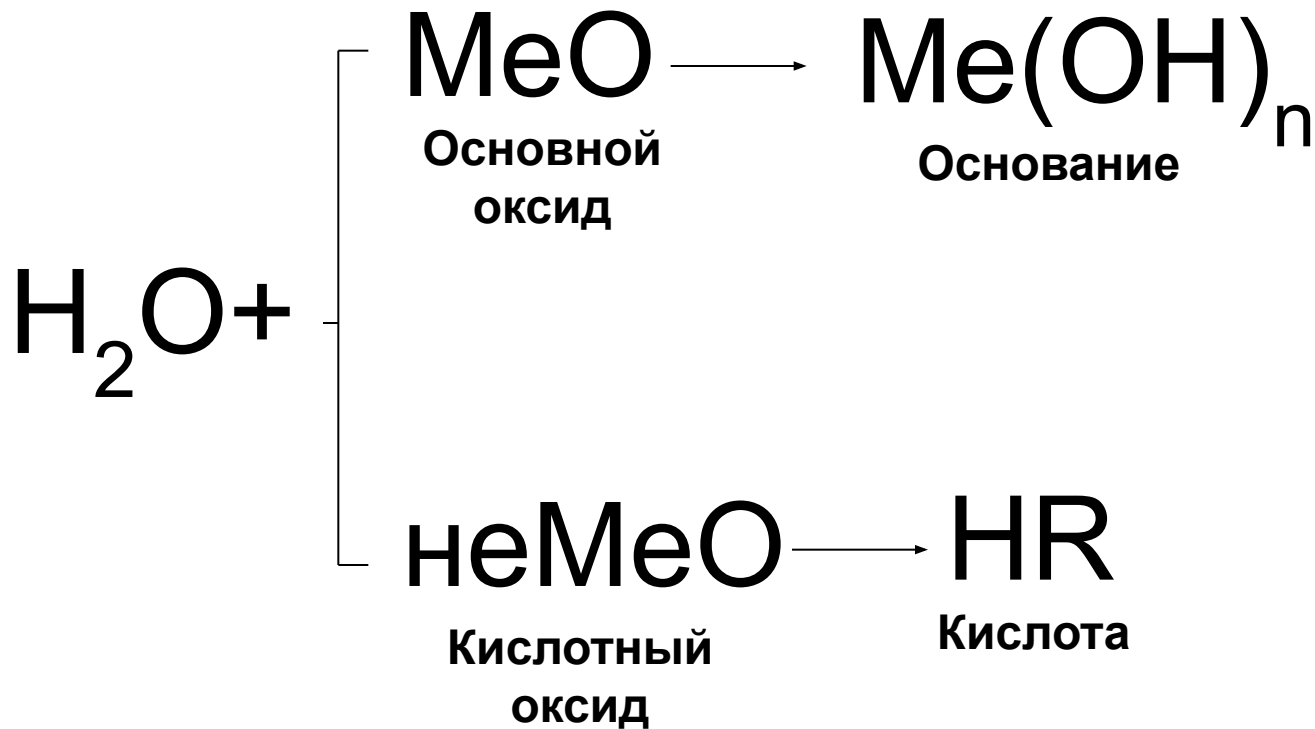 MeO → Me(OH)n
Основной
оксид
Основание
H2O+
неMeO → HR
Кислотный
оксид
Кислота